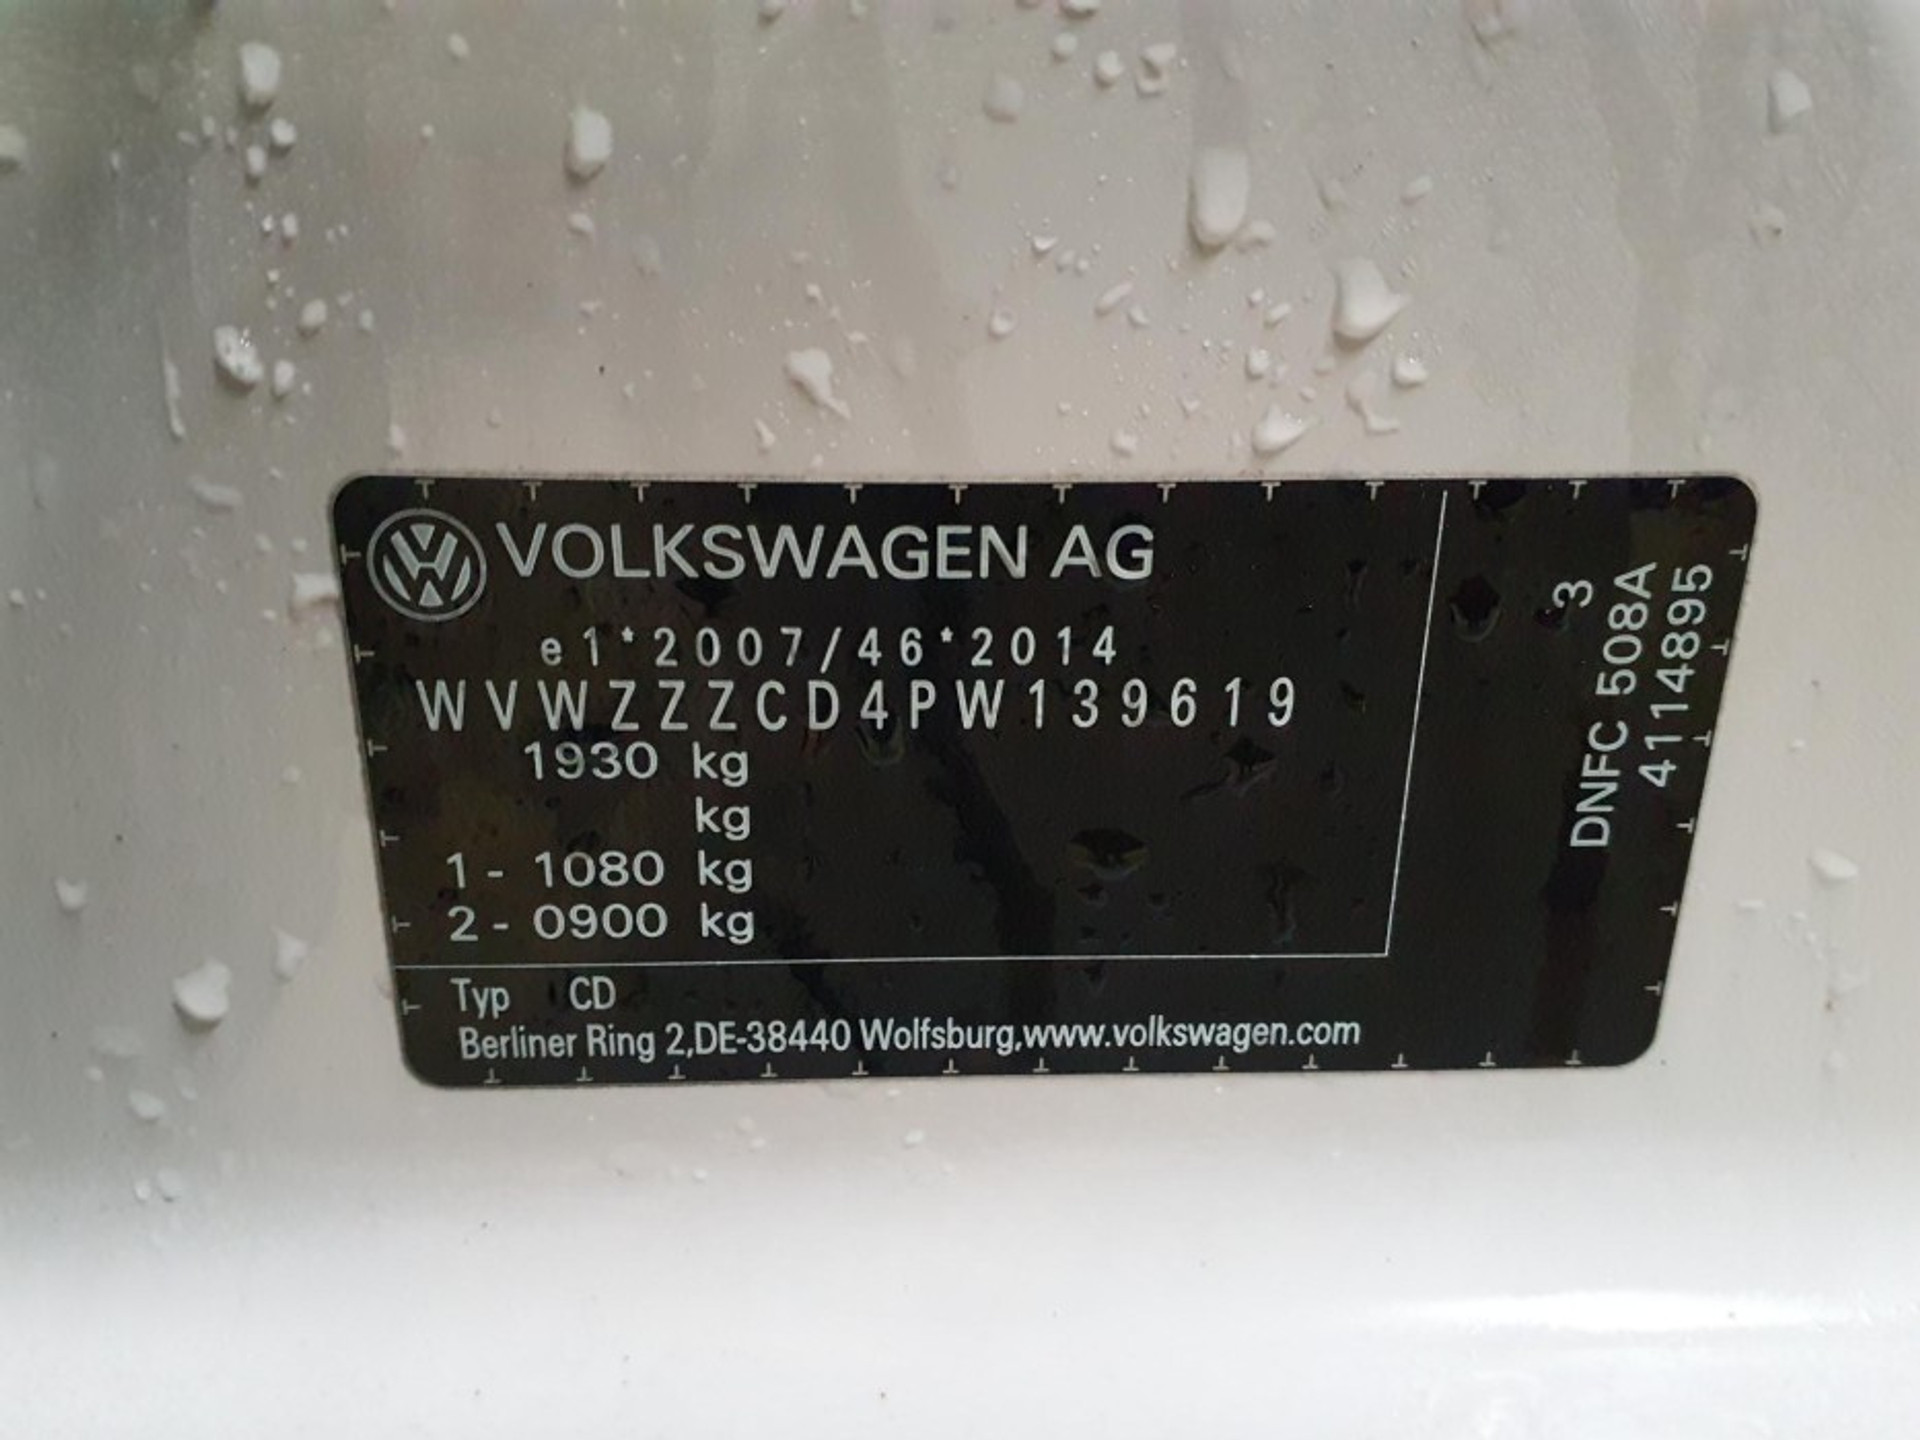 VOLKSWAGEN AG
e1*2007/46*2014
WVWZZZCD4PW139619
1930 kg
kg
1 - 1080 kg
2 - 0900 kg
Typ CD
Berliner Ring 2,DE-38440 Wolfsburg,www.volkswagen.com
3
DNFC 508A
4114895